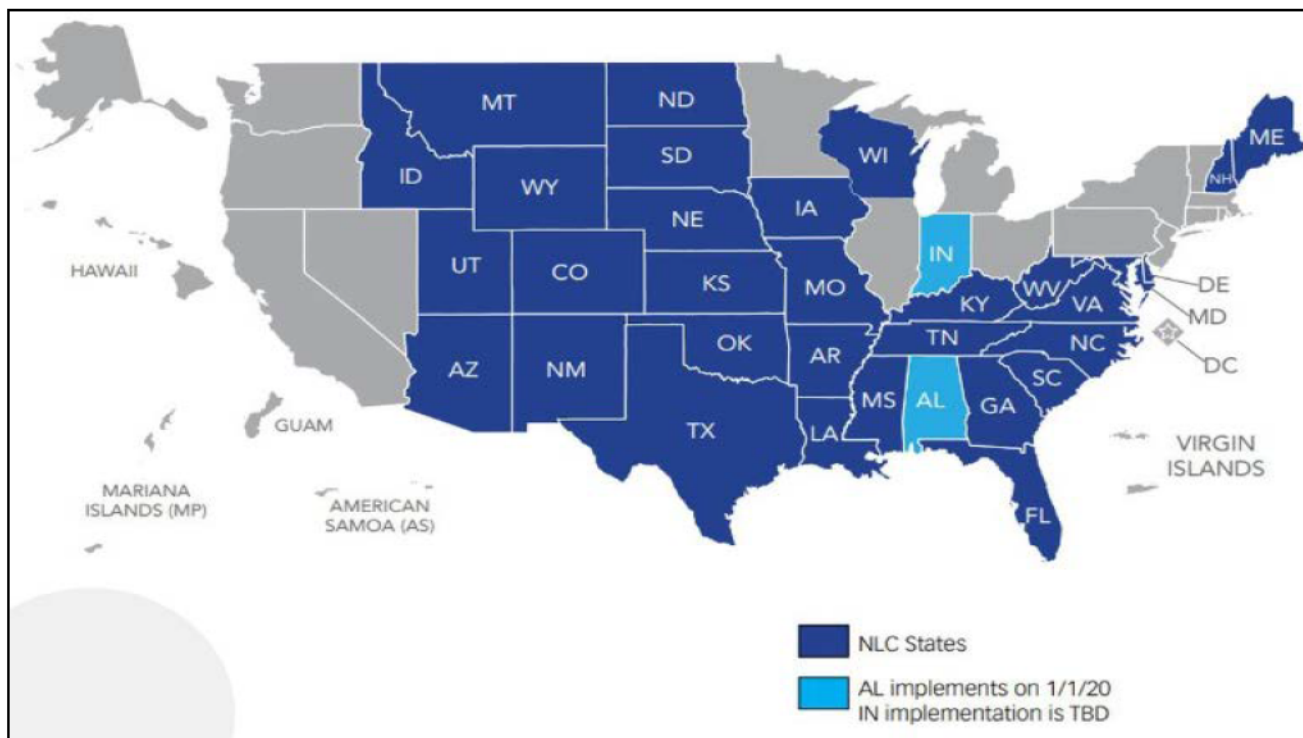 MT
ND
ME
WI
SD
ID
NH
WY
IA
NE
IN
UT
CO
HAWAII
KS
MO
WV
DE
KY
VA
MD
TN
OK
NC
AR
AZ
NM
DC
SC
MS
AL
GA
GUAM
TX
LA
VIRGIN
ISLANDS
MARIANA
ISLANDS (MP)
AMERICAN
SAMOA (AS)
FL
NLC States
AL implements on 1/1/20
IN implementation is TBD